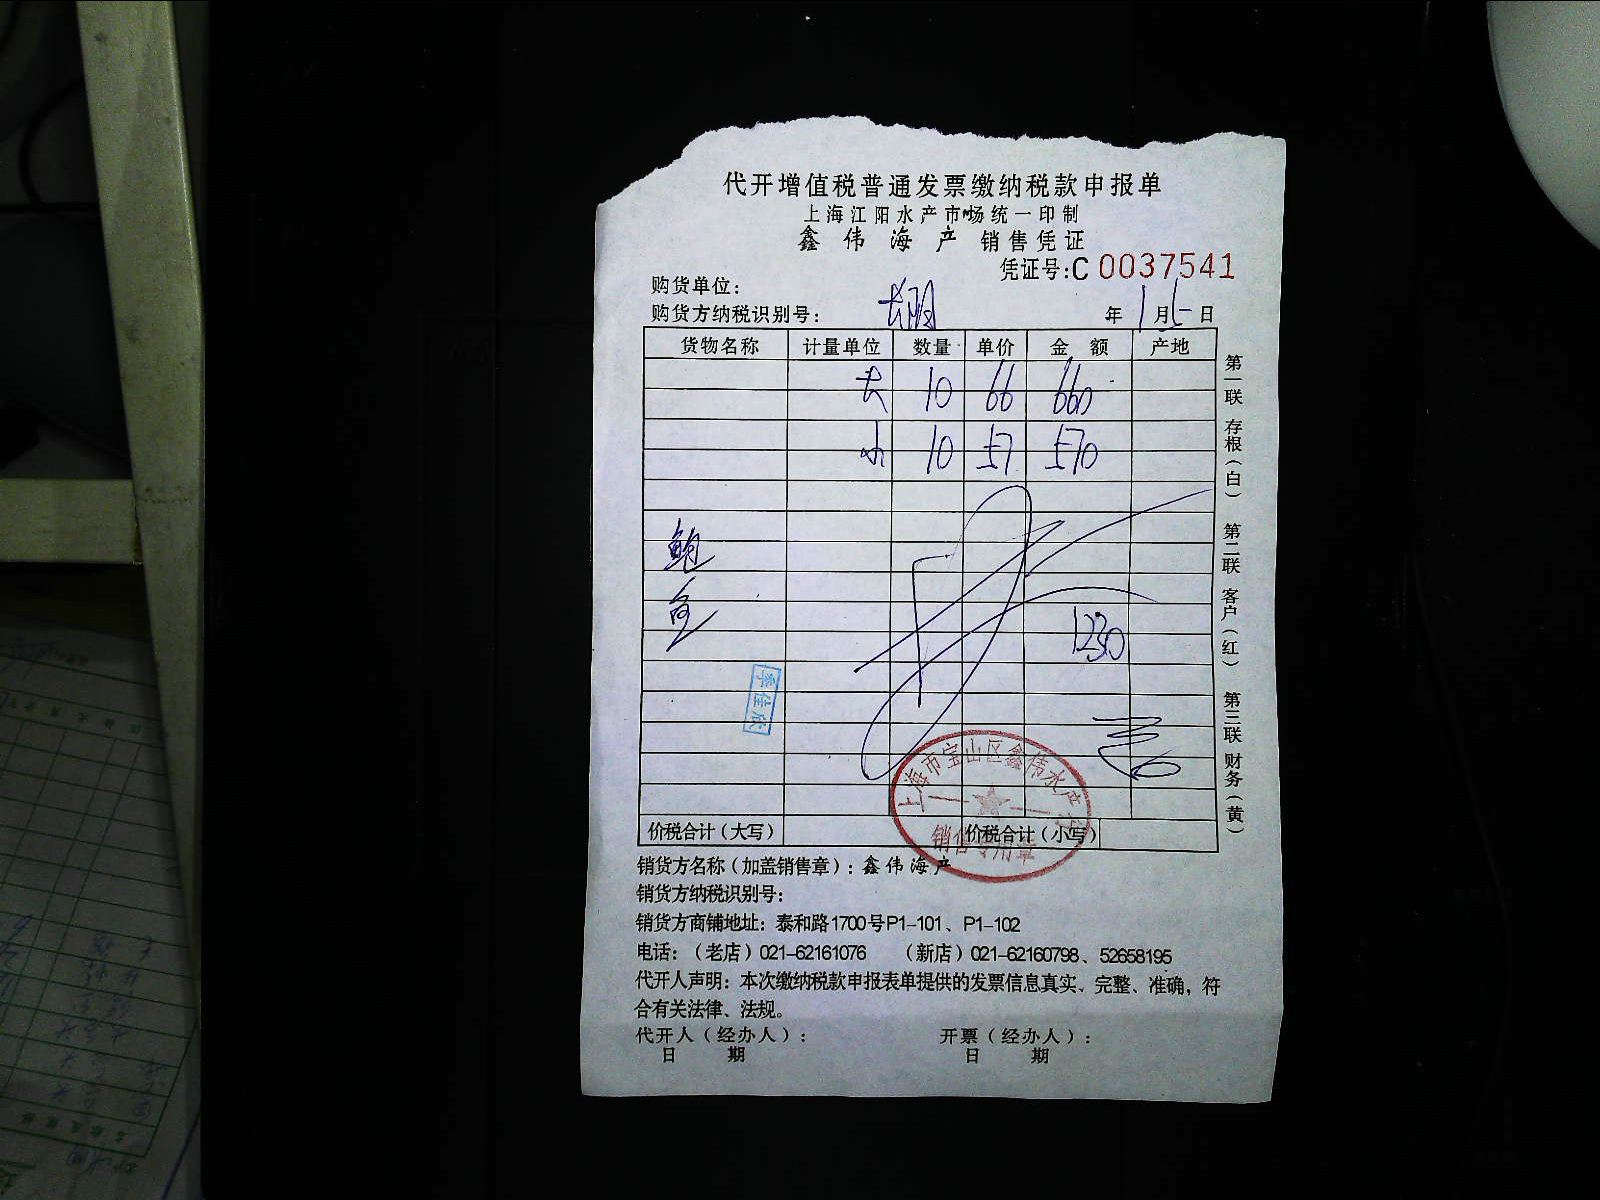 代开增值税普通发票缴纳税款申报单
上海江阳水产市场统一印制
鑫伟海产 销售凭证
凭证号:C 0037541
购货单位：
购货方纳税识别号： 年1月5日
货物名称 计量单位 数量 单价 金额 产地
大 10 66 660
小 10 57 570
鲍鱼
1230
李佳欣
上海市宝山区鑫伟水产
销售专用章
价税合计（大写） 价税合计（小写）
第一联 存根（白） 第二联 客户（红） 第三联 财务（黄）
销货方名称（加盖销售章）：鑫伟海产
销货方纳税识别号：
销货方商铺地址：泰和路1700号P1-101、P1-102
电话：（老店）021-62161076 （新店）021-62160798、52658195
代开人声明：本次缴纳税款申报表单提供的发票信息真实、完整、准确，符
合有关法律、法规。
代开人（经办人）： 开票（经办人）：
日 期 日 期